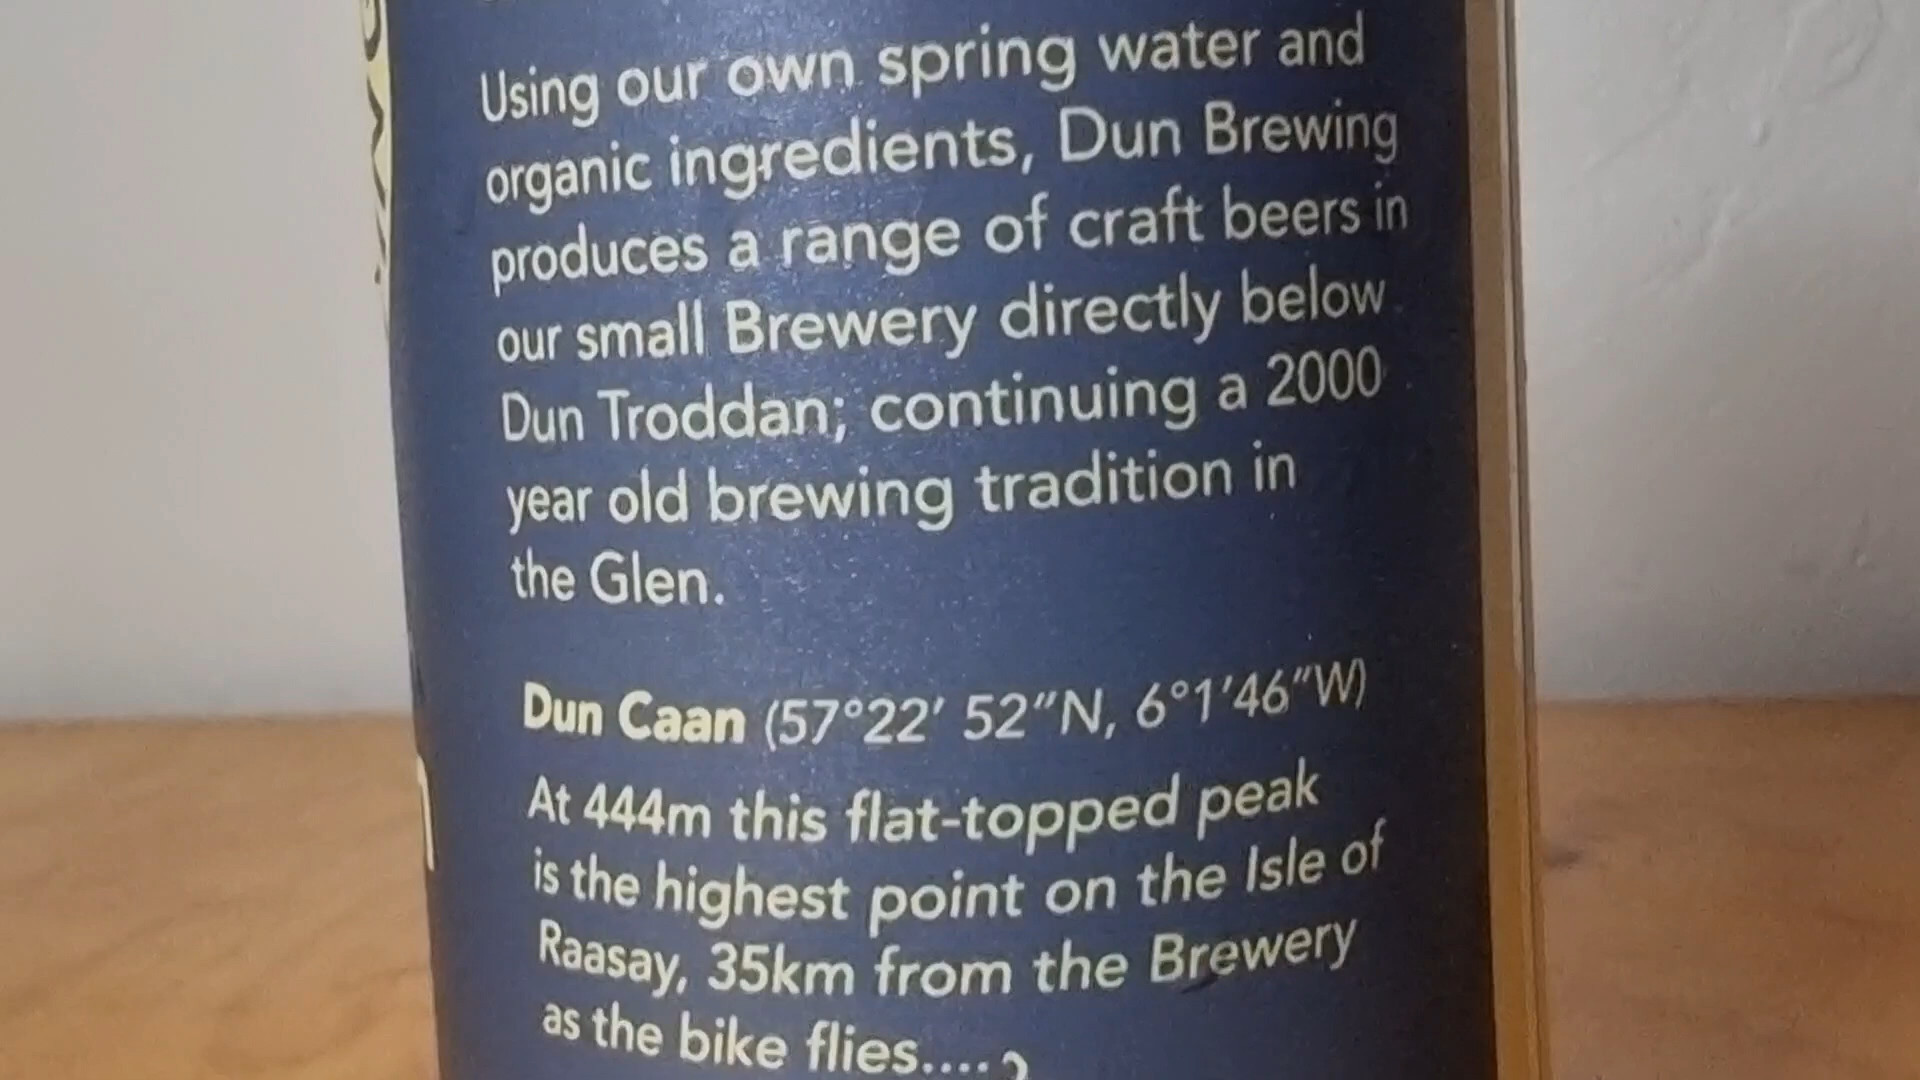 Using our own spring water and
organic ingredients, Dun Brewing
produces a range of craft beers in
our small Brewery directly below
Dun Troddan; continuing a 2000
year old brewing tradition in
the Glen.
Dun Caan (57°22′ 52″N, 6°1′46″W)
At 444m this flat-topped peak
is the highest point on the Isle of
Raasay, 35km from the Brewery
as the bike flies....